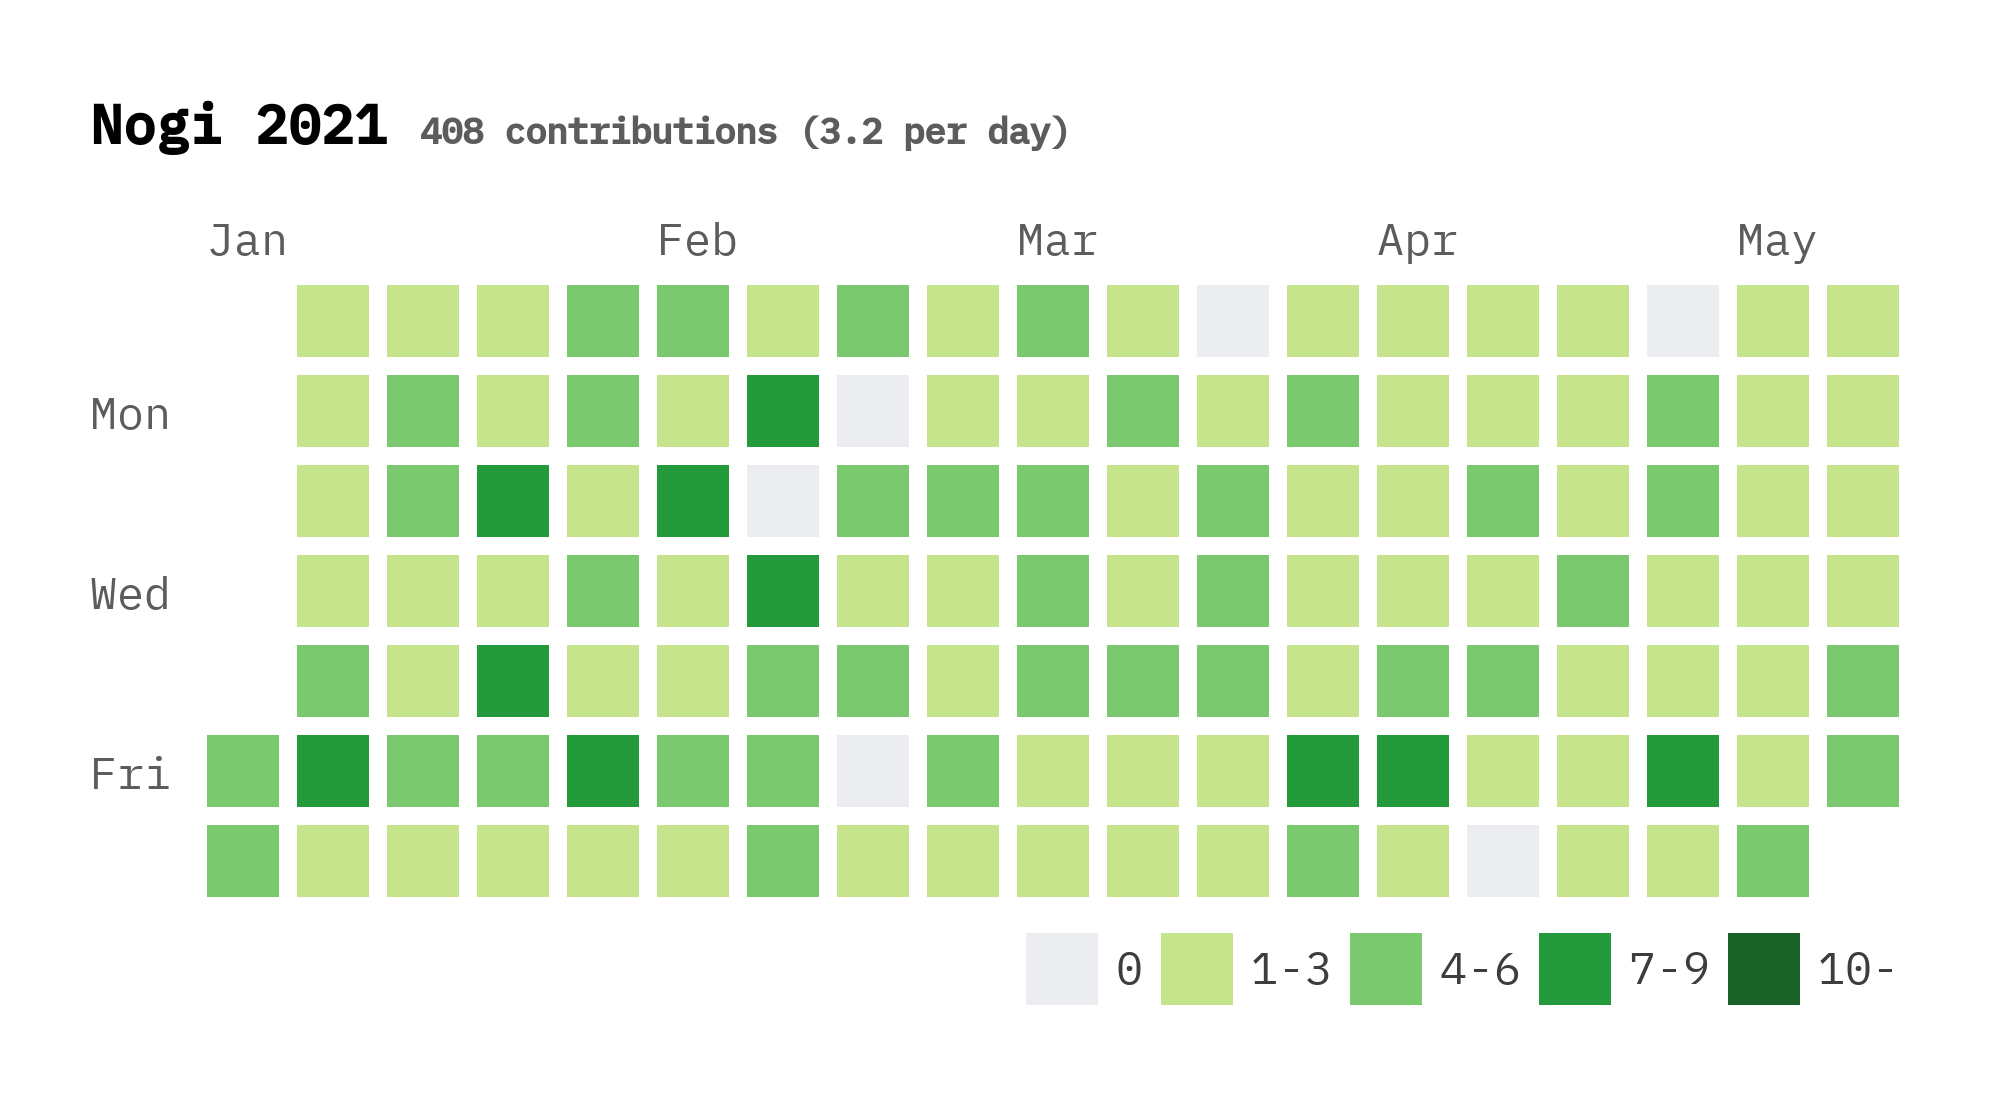 Nogi 2021 408 contributions (3.2 per day)
Jan Feb Mar Apr May
Mon
Wed
Fri
0 1-3 4-6 7-9 10-